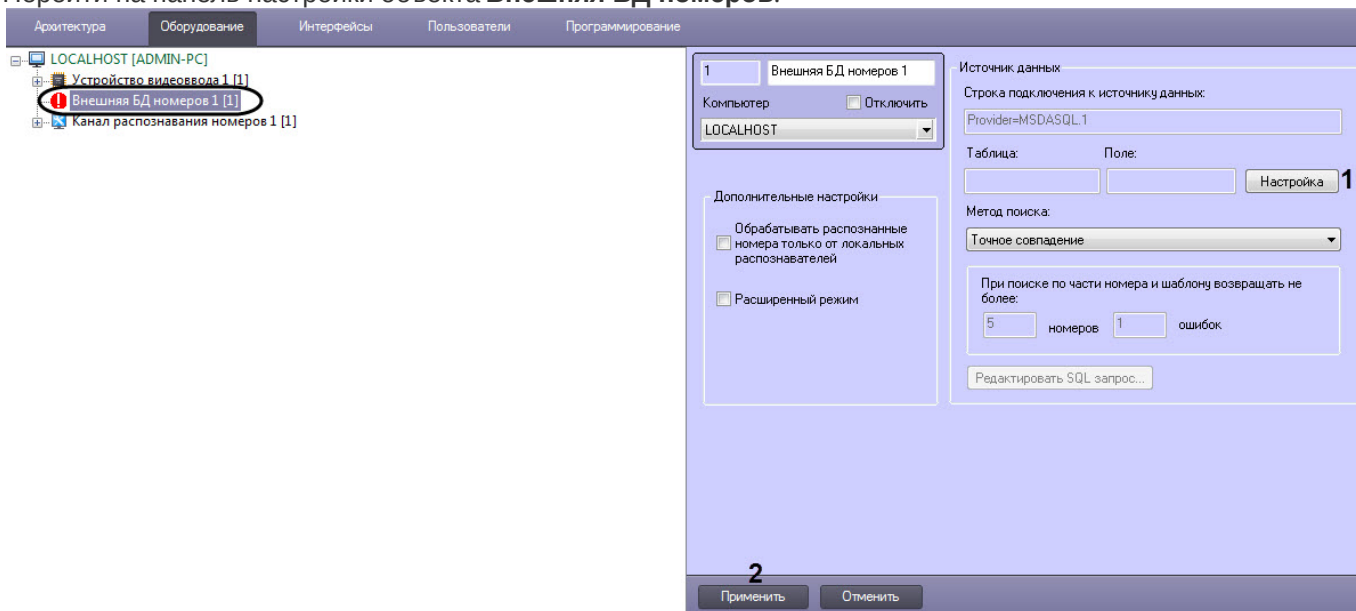 Перейти на панель настройки объекта Внешняя БД номеров.
Архитектура Оборудование Интерфейсы Пользователи Программирование
LOCALHOST [ADMIN-PC]
Устройство видеоввода 1 [1]
Внешняя БД номеров 1 [1]
Канал распознавания номеров 1 [1]
1 Внешняя БД номеров 1
Компьютер Отключить
LOCALHOST
Дополнительные настройки
Обрабатывать распознанные
номера только от локальных
распознавателей
Расширенный режим
Источник данных
Строка подключения к источнику данных:
Provider=MSDASQL.1
Таблица: Поле:
Настройка 1
Метод поиска:
Точное совпадение
При поиске по части номера и шаблону возвращать не
более:
5 номеров 1 ошибок
Редактировать SQL запрос...
2
Применить Отменить